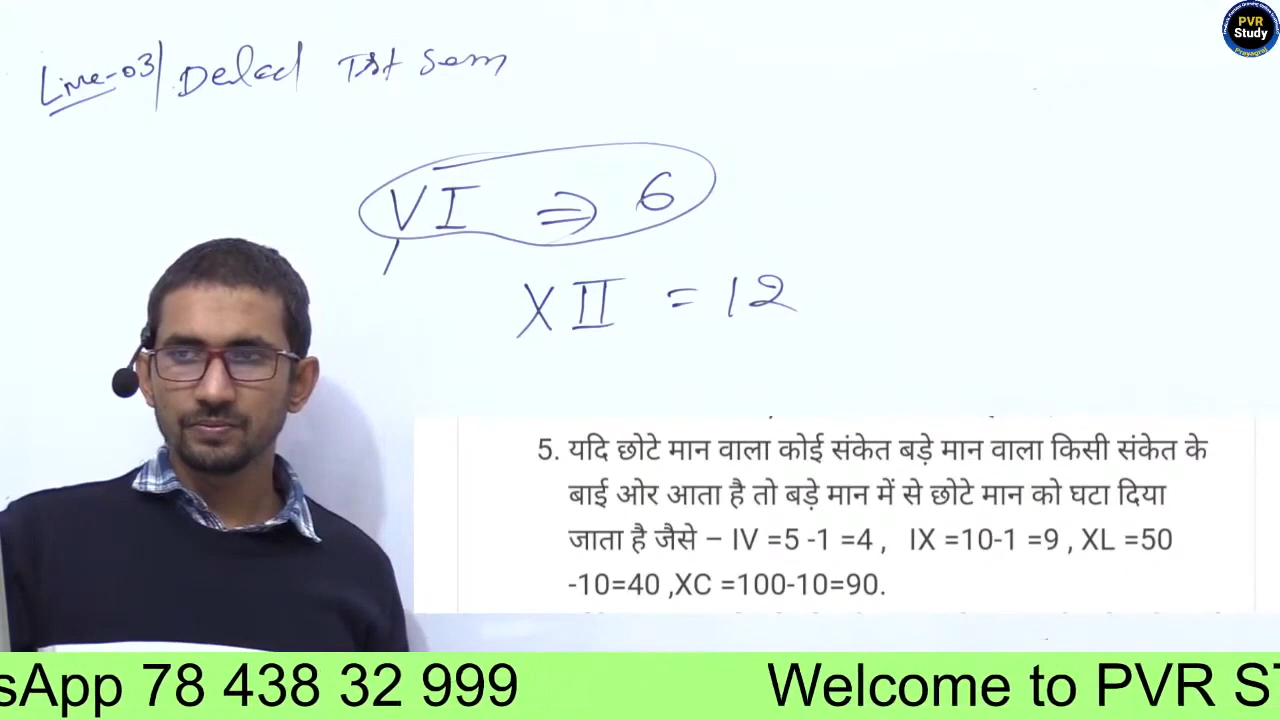 PVR
Study
Prayagraj
Live-03 | Deled Ist Sem
VI ⇒ 6
XII = 12
5. यदि छोटे मान वाला कोई संकेत बड़े मान वाला किसी संकेत के
बाई ओर आता है तो बड़े मान में से छोटे मान को घटा दिया
जाता है जैसे – IV =5 -1 =4 , IX =10-1 =9 , XL =50
-10=40 ,XC =100-10=90.
sApp 78 438 32 999 Welcome to PVR ST